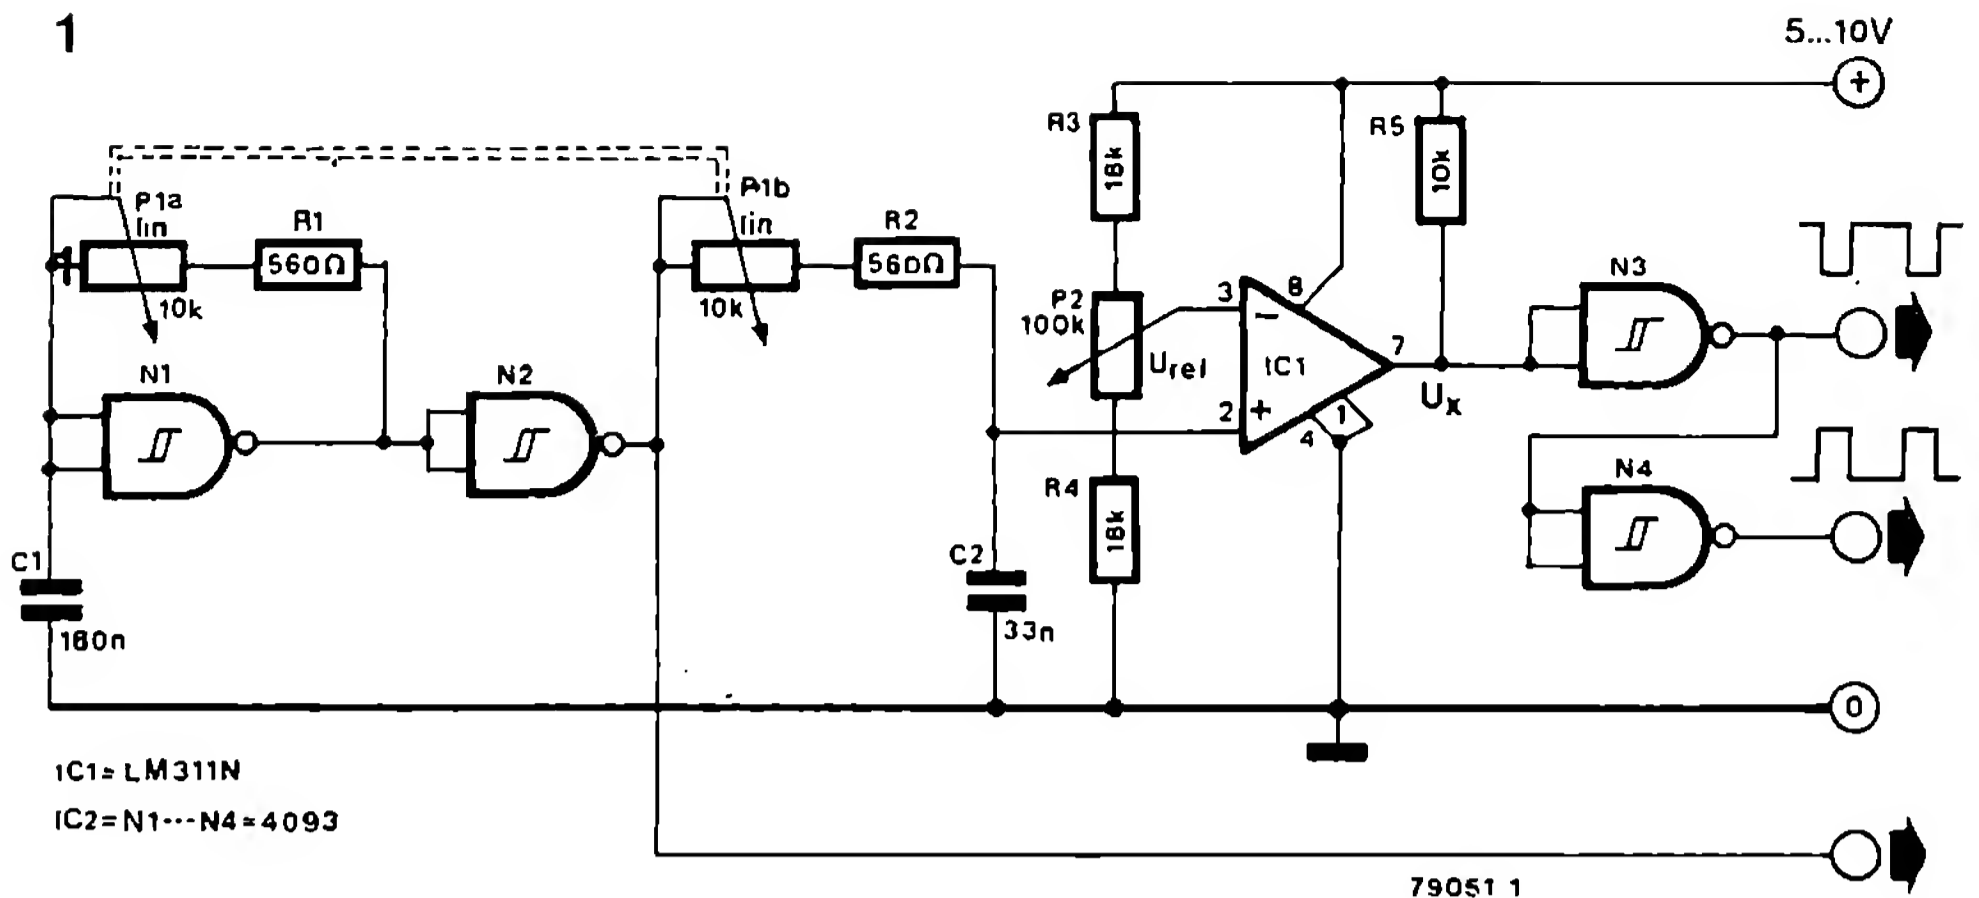 1
5...10V
R3
18k
R5
10k
P1a
lin
10k
R1
560Ω
P1b
lin
10k
R2
560Ω
P2
100k
Uref
3
8
−
IC1
7
Ux
2
+
4
1
N1
N2
N3
N4
R4
18k
C1
180n
C2
33n
+
0
IC1=LM311N
IC2=N1···N4=4093
79051 1